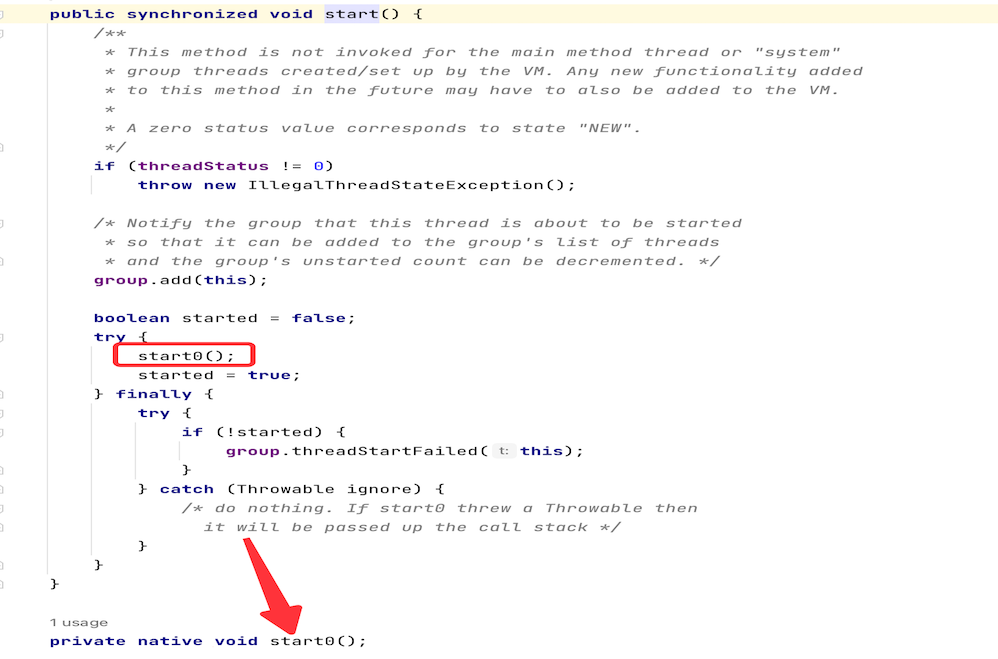 public synchronized void start() {
/**
* This method is not invoked for the main method thread or "system"
* group threads created/set up by the VM. Any new functionality added
* to this method in the future may have to also be added to the VM.
*
* A zero status value corresponds to state "NEW".
*/
if (threadStatus != 0)
throw new IllegalThreadStateException();
/* Notify the group that this thread is about to be started
* so that it can be added to the group's list of threads
* and the group's unstarted count can be decremented. */
group.add(this);
boolean started = false;
try {
start0();
started = true;
} finally {
try {
if (!started) {
group.threadStartFailed( t: this);
}
} catch (Throwable ignore) {
/* do nothing. If start0 threw a Throwable then
it will be passed up the call stack */
}
}
}
1 usage
private native void start0();